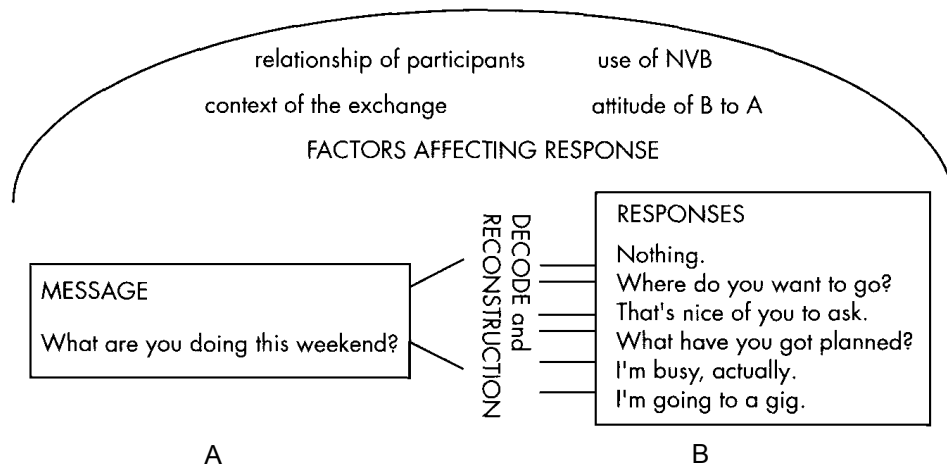 relationship of participants use of NVB
context of the exchange attitude of B to A
FACTORS AFFECTING RESPONSE
MESSAGE
What are you doing this weekend?
DECODE and
RECONSTRUCTION
RESPONSES
Nothing.
Where do you want to go?
That's nice of you to ask.
What have you got planned?
I'm busy, actually.
I'm going to a gig.
A
B